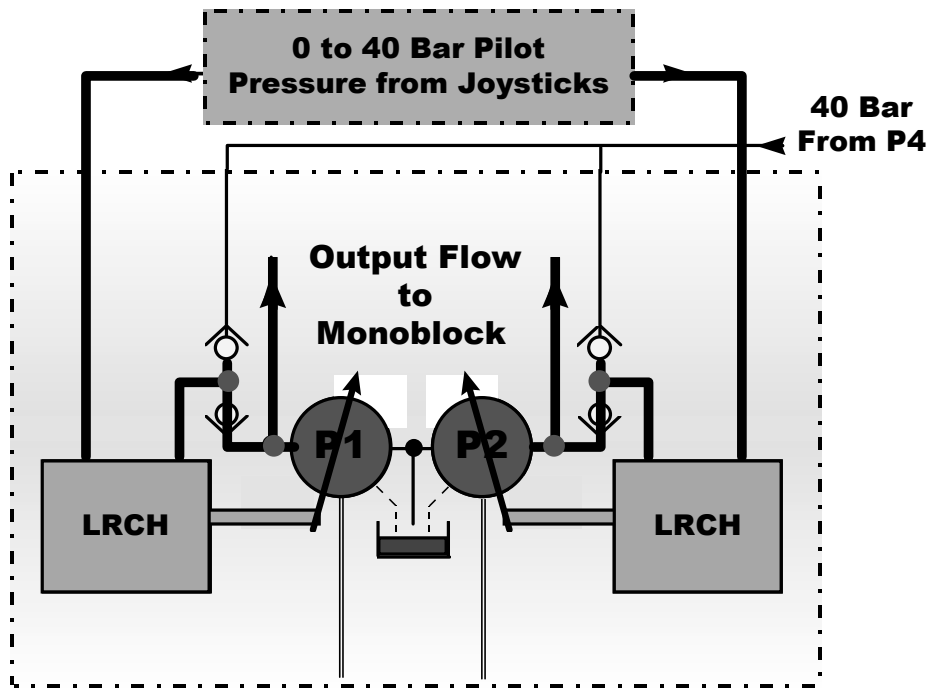 0 to 40 Bar Pilot
Pressure from Joysticks
40 Bar
From P4
Output Flow
to
Monoblock
P1
P2
LRCH
LRCH